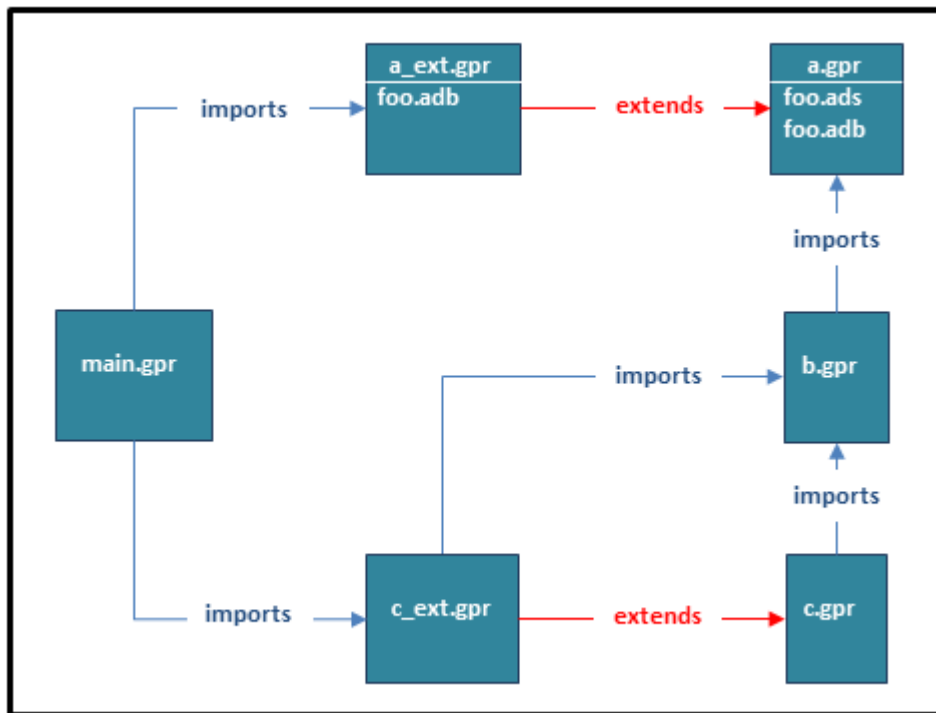 a_ext.gpr
foo.adb
a.gpr
foo.ads
foo.adb
imports
extends
imports
main.gpr
imports
b.gpr
imports
imports
c_ext.gpr
extends
c.gpr